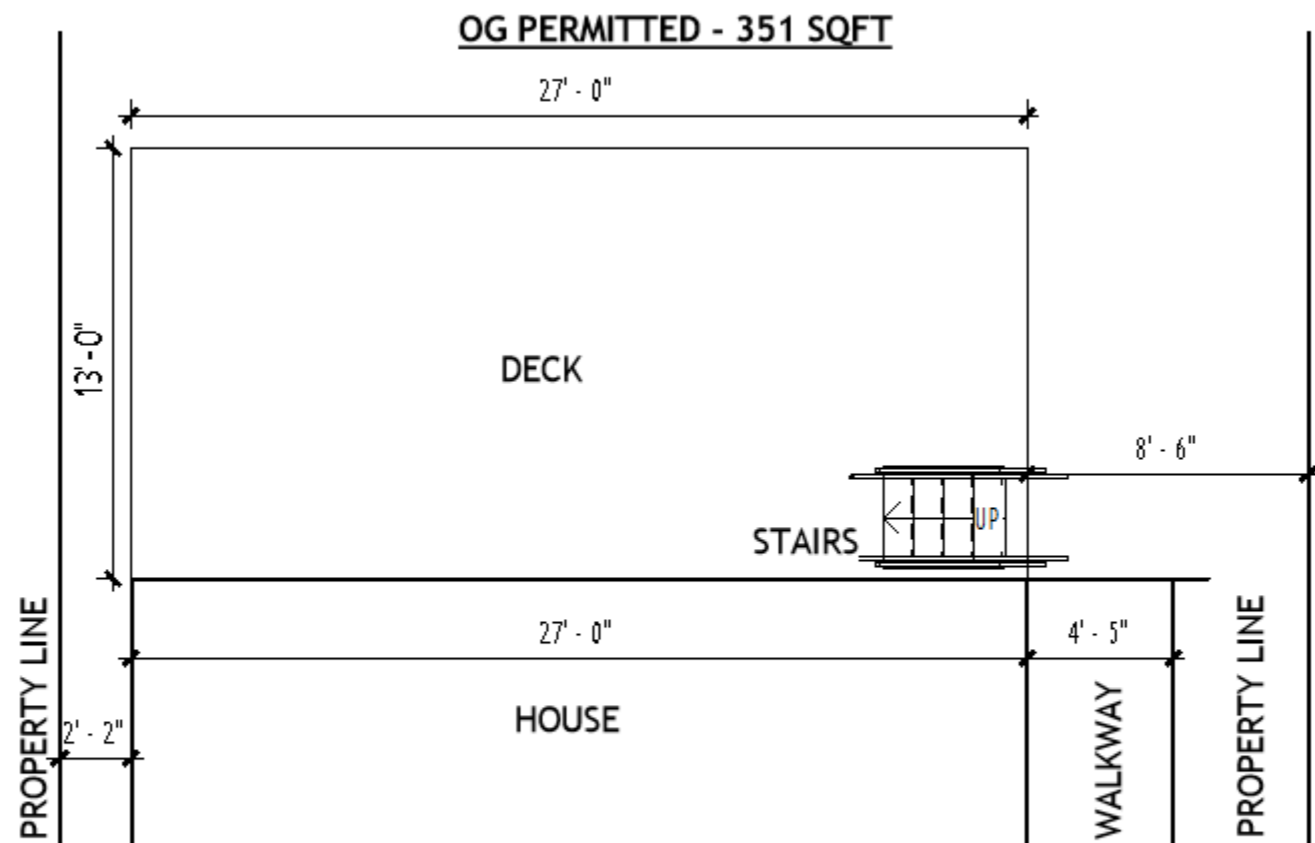 OG PERMITTED - 351 SQFT
27' - 0"
13' - 0"
DECK
8' - 6"
UP
STAIRS
27' - 0"
4' - 5"
PROPERTY LINE
2' - 2"
HOUSE
WALKWAY
PROPERTY LINE